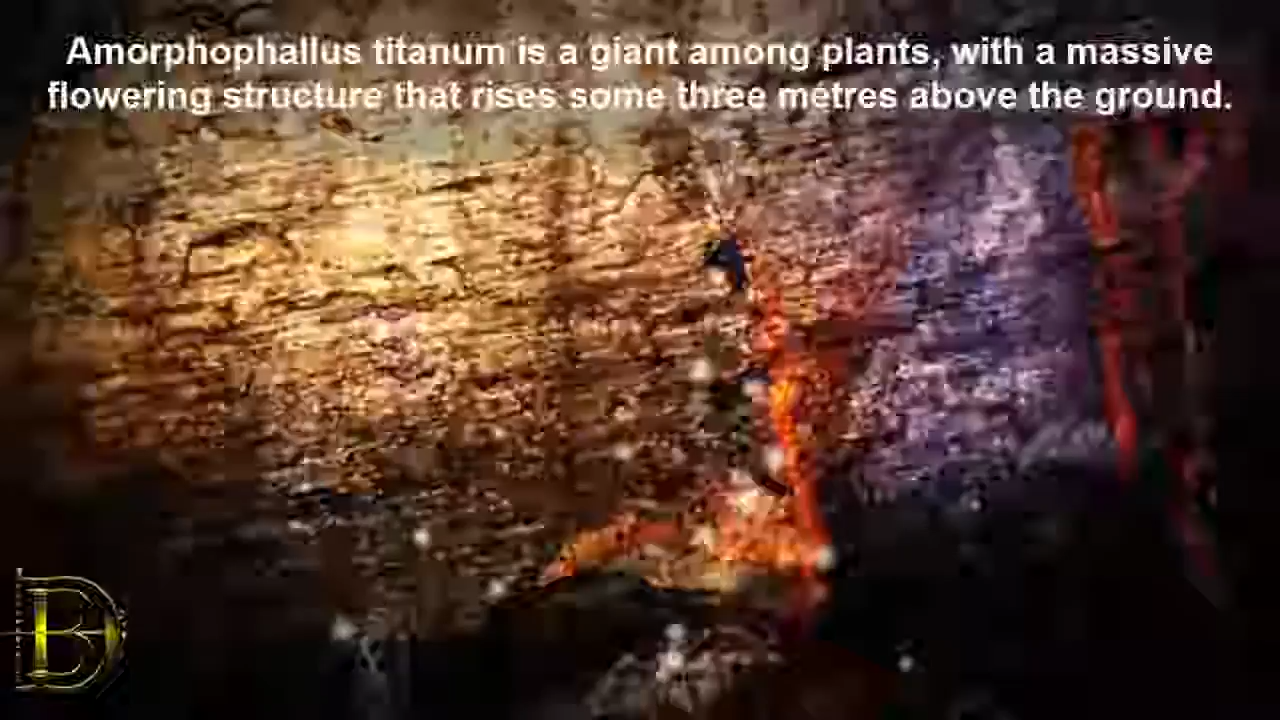 Amorphophallus titanum is a giant among plants, with a massive
flowering structure that rises some three metres above the ground.